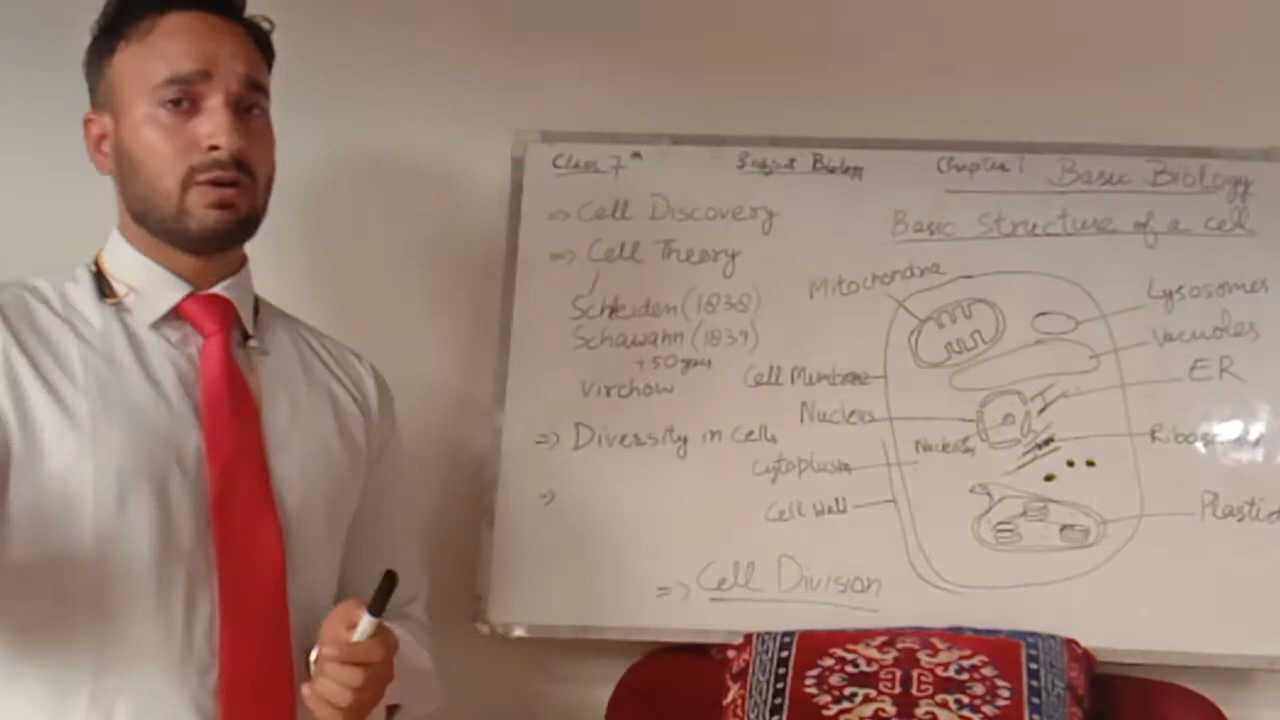 Class 7th Subject Biology Chapter 1 Basic Biology
=> Cell Discovery
Basic Structure of a cell
=> Cell Theory
Schleiden (1838)
Schawann (1839)
+50 years
Virchow
=> Diversity in Cells
=>
Mitochondria
Cell Membrane
Nucleus
Nucleolus
Cytoplasm
Cell Wall
Lysosomes
Vacuoles
ER
Ribosomes
Plastid
=> Cell Division